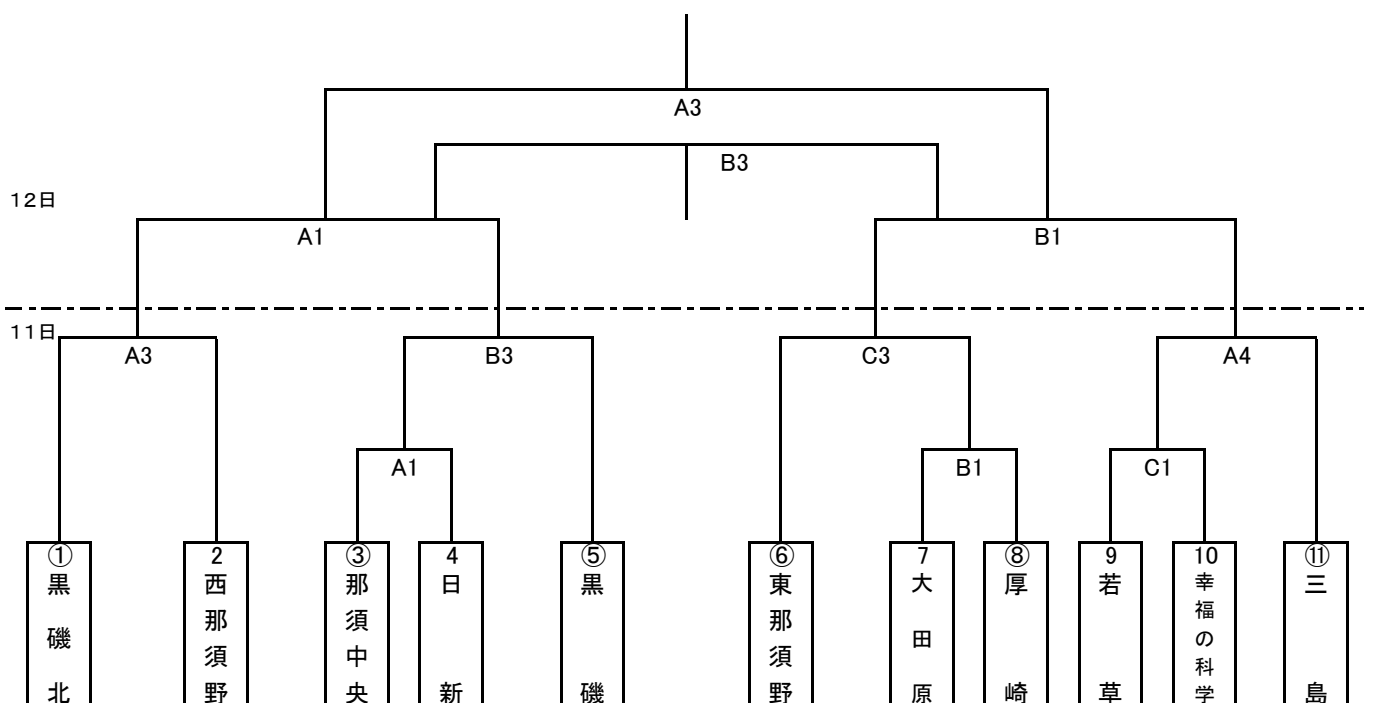 A3
B3
12日
A1
B1
11日
A3
B3
C3
A4
A1
B1
C1
①
黒磯北
2
西那須野
③
那須中央
4
日新
⑤
黒磯
⑥
東那須野
7
大田原
⑧
厚崎
9
若草
10
幸福の科学
⑪
三島